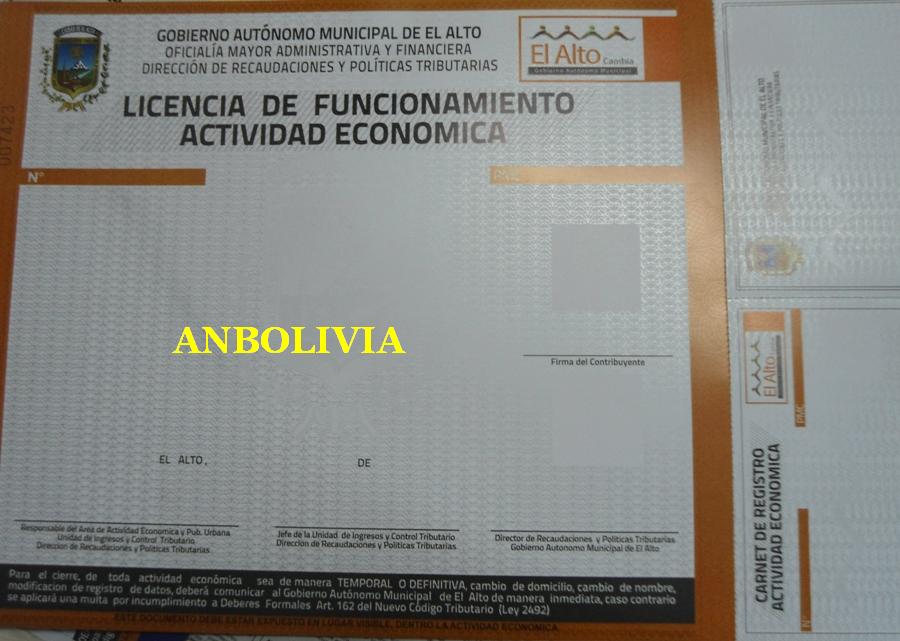 GOBIERNO AUTÓNOMO MUNICIPAL DE EL ALTO
OFICIALÍA MAYOR ADMINISTRATIVA Y FINANCIERA
DIRECCIÓN DE RECAUDACIONES Y POLÍTICAS TRIBUTARIAS
El Alto Cambia
Gobierno Autónomo Municipal
LICENCIA DE FUNCIONAMIENTO
ACTIVIDAD ECONOMICA
007423
Nº
PMC
ANBOLIVIA
Firma del Contribuyente
EL ALTO, DE
Responsable del Area de Actividad Economica y Pub. Urbana
Unidad de Ingresos y Control Tributario
Direccion de Recaudaciones y Politicas Tributarias
Jefe de la Unidad de Ingresos y Control Tributario
Direccion de Recaudaciones y Politicas Tributarias.
Director de Recaudaciones y Politicas Tributarias
Gobierno Autonomo Municipal de El Alto
Para el cierre, de toda actividad económica sea de manera TEMPORAL O DEFINITIVA, cambio de domicilio, cambio de nombre,
modificacion de registro de datos, deberá comunicar al Gobierno Autónomo Municipal de El Alto de manera inmediata, caso contrario
se aplicará una multa por incumplimiento a Deberes Formales Art. 162 del Nuevo Código Tributario (Ley 2492)
ESTE DOCUMENTO DEBE ESTAR EXPUESTO EN LUGAR VISIBLE, DENTRO LA ACTIVIDAD ECONOMICA.
El Alto
PMC
CARNET DE REGISTRO
ACTIVIDAD ECONOMICA
N